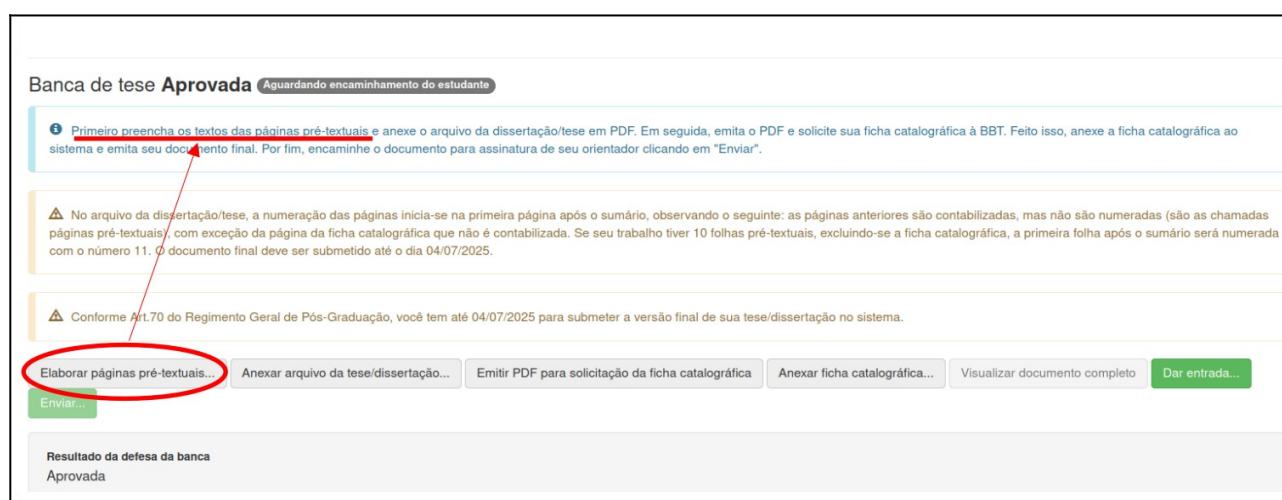 Banca de tese Aprovada Aguardando encaminhamento do estudante
Primeiro preencha os textos das páginas pré-textuais e anexe o arquivo da dissertação/tese em PDF. Em seguida, emita o PDF e solicite sua ficha catalográfica à BBT. Feito isso, anexe a ficha catalográfica ao
sistema e emita seu documento final. Por fim, encaminhe o documento para assinatura de seu orientador clicando em "Enviar".
No arquivo da dissertação/tese, a numeração das páginas inicia-se na primeira página após o sumário, observando o seguinte: as páginas anteriores são contabilizadas, mas não são numeradas (são as chamadas
páginas pré-textuais), com exceção da página da ficha catalográfica que não é contabilizada. Se seu trabalho tiver 10 folhas pré-textuais, excluindo-se a ficha catalográfica, a primeira folha após o sumário será numerada
com o número 11. O documento final deve ser submetido até o dia 04/07/2025.
Conforme Art.70 do Regimento Geral de Pós-Graduação, você tem até 04/07/2025 para submeter a versão final de sua tese/dissertação no sistema.
Elaborar páginas pré-textuais... Anexar arquivo da tese/dissertação... Emitir PDF para solicitação da ficha catalográfica Anexar ficha catalográfica... Visualizar documento completo Dar entrada...
Enviar...
Resultado da defesa da banca
Aprovada